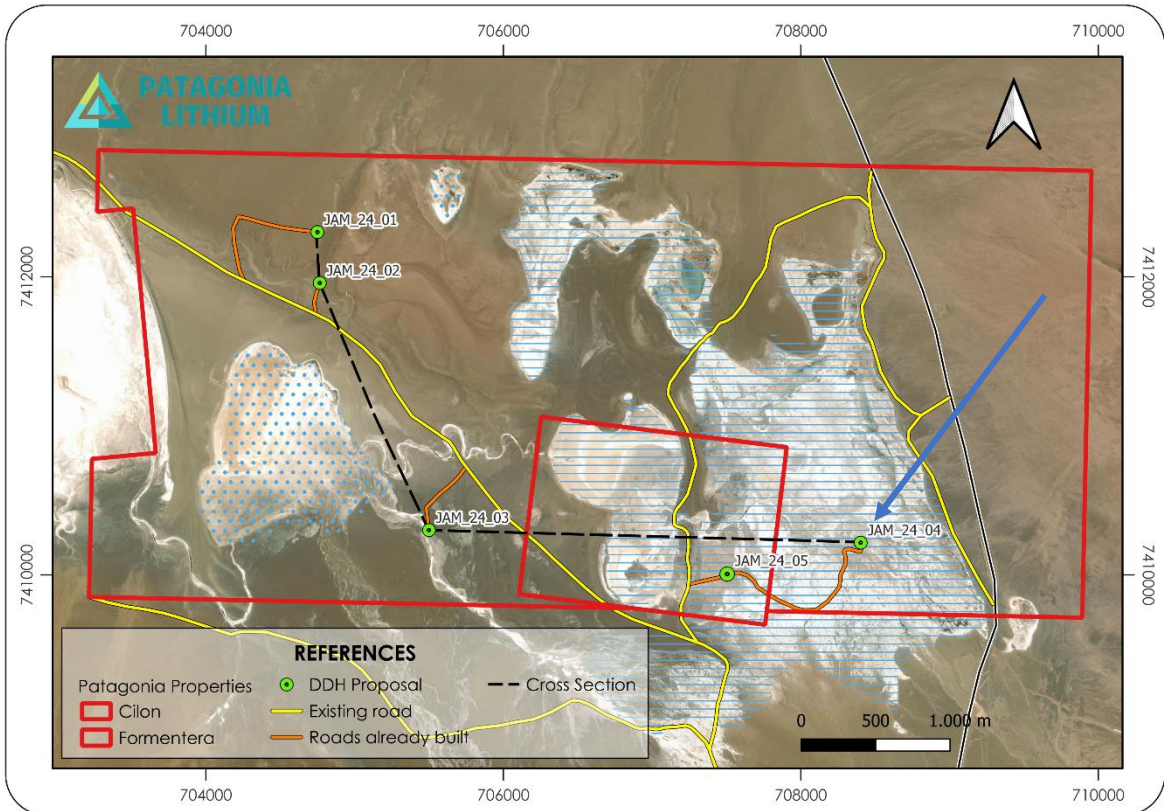 704000 706000 708000 710000
PATAGONIA
LITHIUM
JAM_24_01
JAM_24_02
7412000 7412000
JAM_24_03
JAM_24_04
JAM_24_05
7410000 7410000
REFERENCES
Patagonia Properties DDH Proposal Cross Section
Cilon Existing road
Formentera Roads already built
0 500 1.000 m
704000 706000 708000 710000